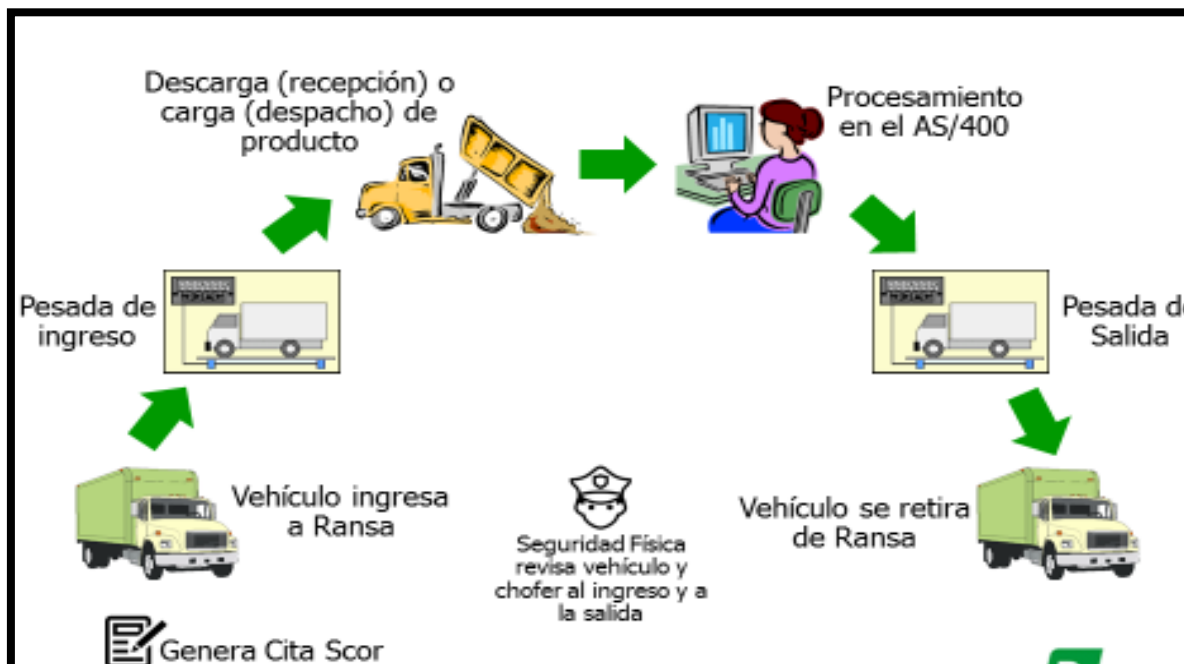 Descarga (recepción) o
carga (despacho) de
producto
Procesamiento
en el AS/400
Pesada de
ingreso
Pesada de
Salida
Vehículo ingresa
a Ransa
Seguridad Física
revisa vehículo y
chofer al ingreso y a
la salida
Vehículo se retira
de Ransa
Genera Cita Scor